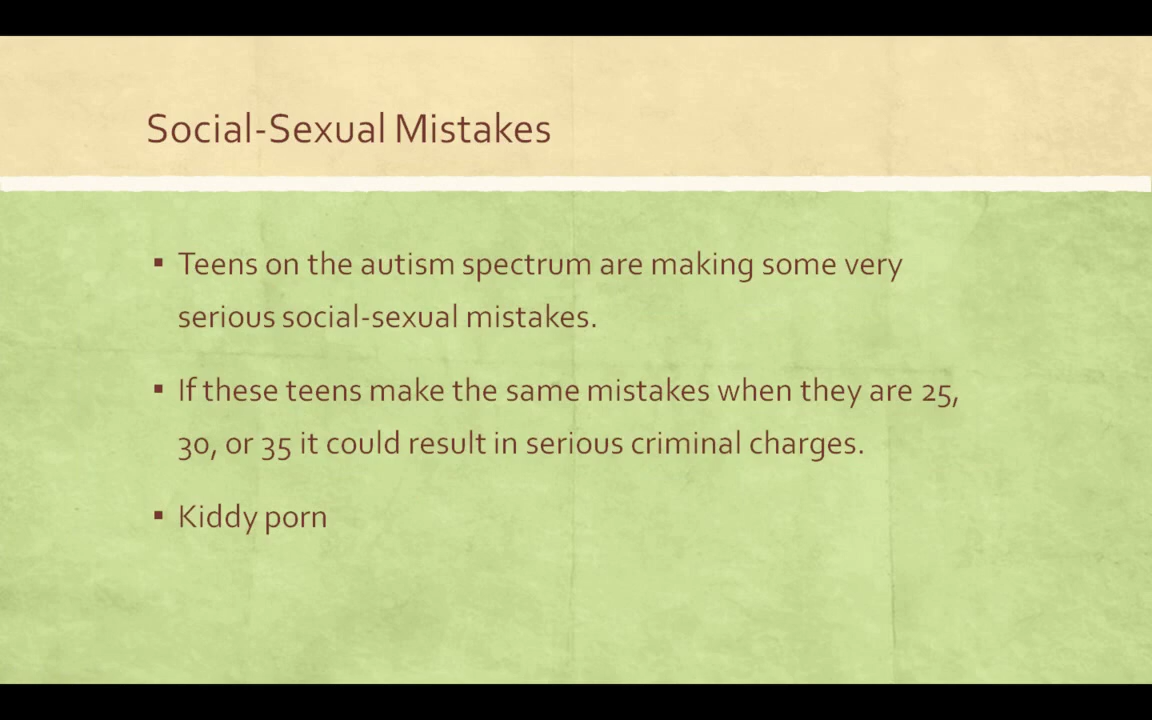 Social-Sexual Mistakes
▪ Teens on the autism spectrum are making some very
serious social-sexual mistakes.
▪ If these teens make the same mistakes when they are 25,
30, or 35 it could result in serious criminal charges.
▪ Kiddy porn